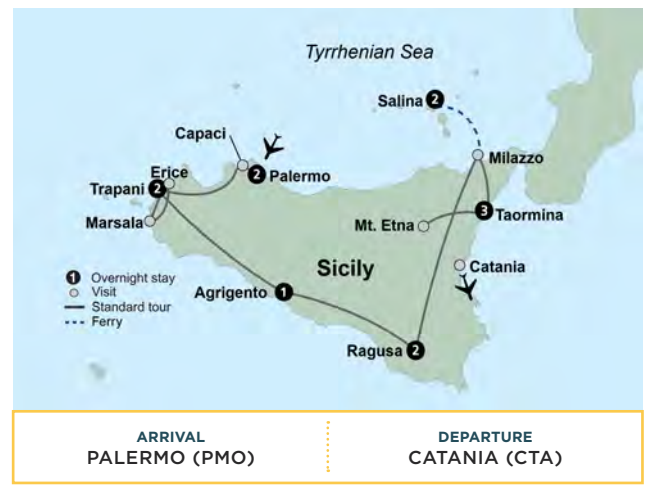 Tyrrhenian Sea
Salina 2
Capaci
Milazzo
Erice
2 Palermo
Trapani 2
3 Taormina
Marsala
Mt. Etna
Sicily
Catania
1 Overnight stay
Visit
Standard tour
Ferry
Agrigento 1
Ragusa 2
ARRIVAL
PALERMO (PMO)
DEPARTURE
CATANIA (CTA)